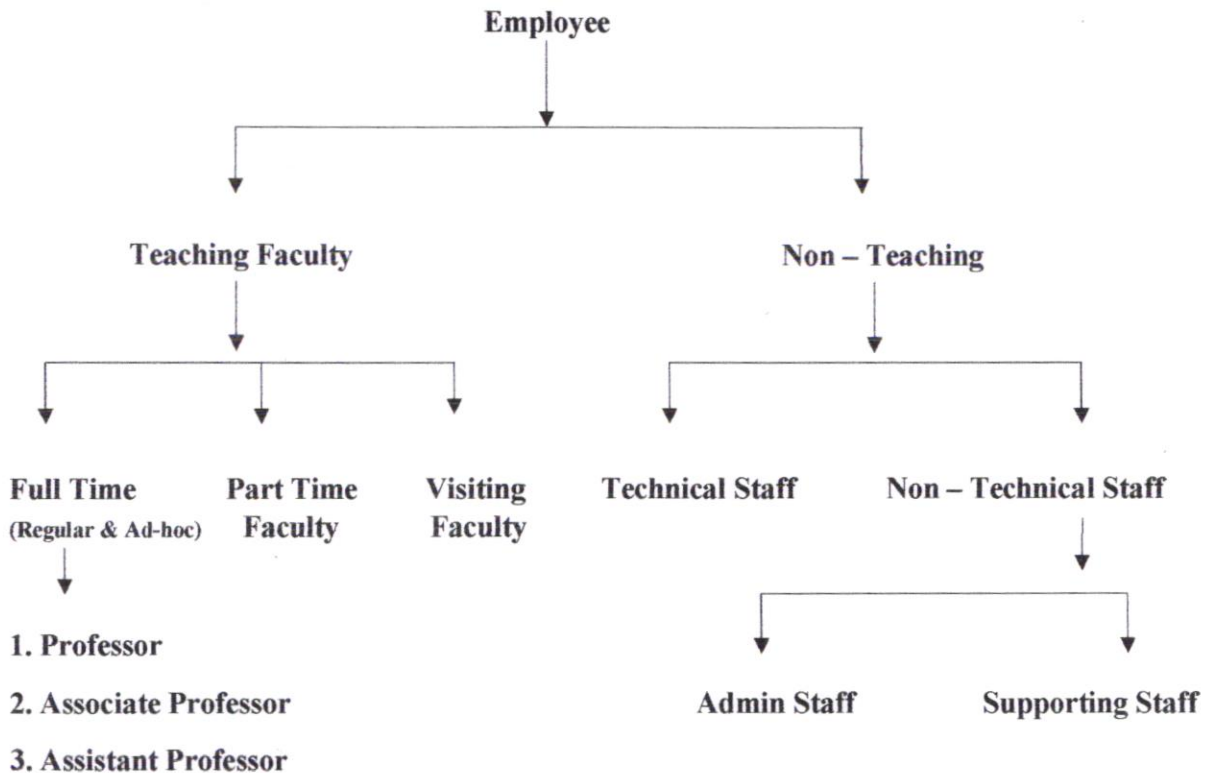 Employee
Teaching Faculty
Non – Teaching
Full Time
(Regular & Ad-hoc)
Part Time
Faculty
Visiting
Faculty
Technical Staff
Non – Technical Staff
1. Professor
2. Associate Professor
3. Assistant Professor
Admin Staff
Supporting Staff